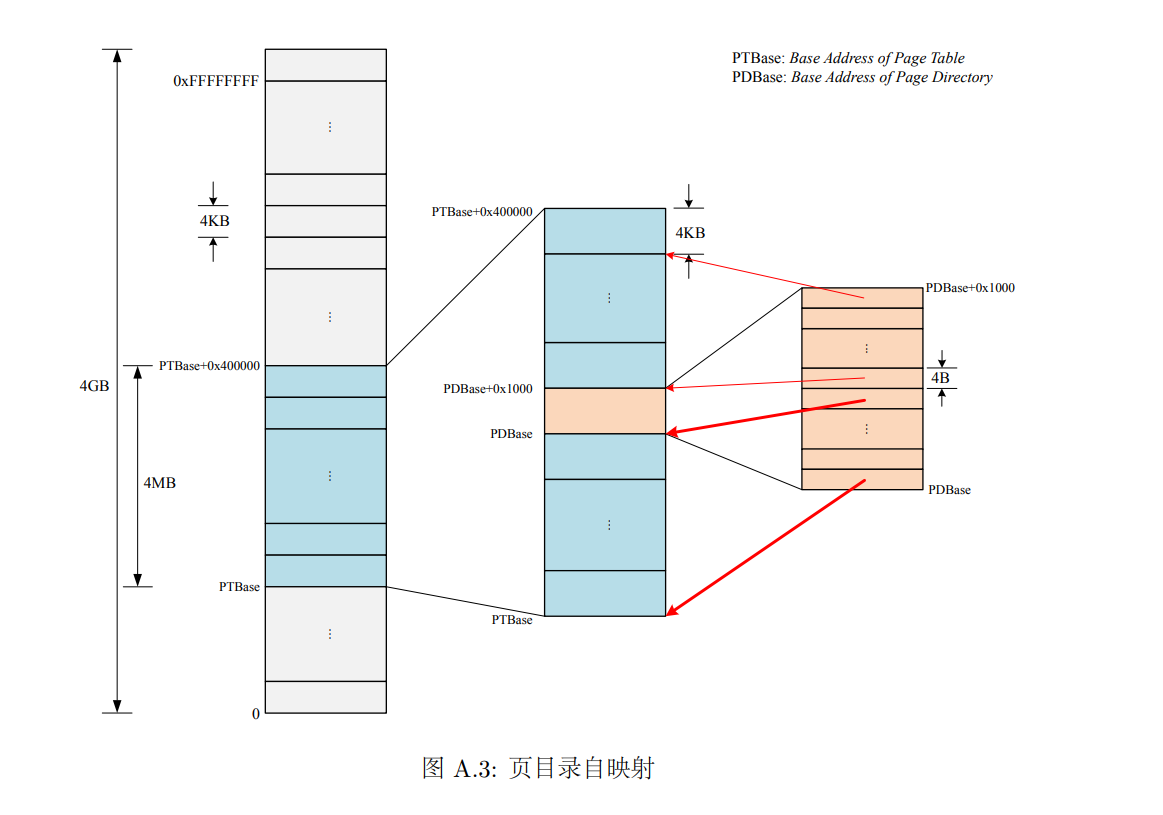 PTBase: Base Address of Page Table
PDBase: Base Address of Page Directory
0xFFFFFFFF
⋮
4KB
⋮
PTBase+0x400000
4GB
4MB
⋮
PTBase
⋮
0
PTBase+0x400000
4KB
⋮
PDBase+0x1000
PDBase
⋮
PTBase
PDBase+0x1000
⋮
4B
⋮
PDBase
图 A.3: 页目录自映射